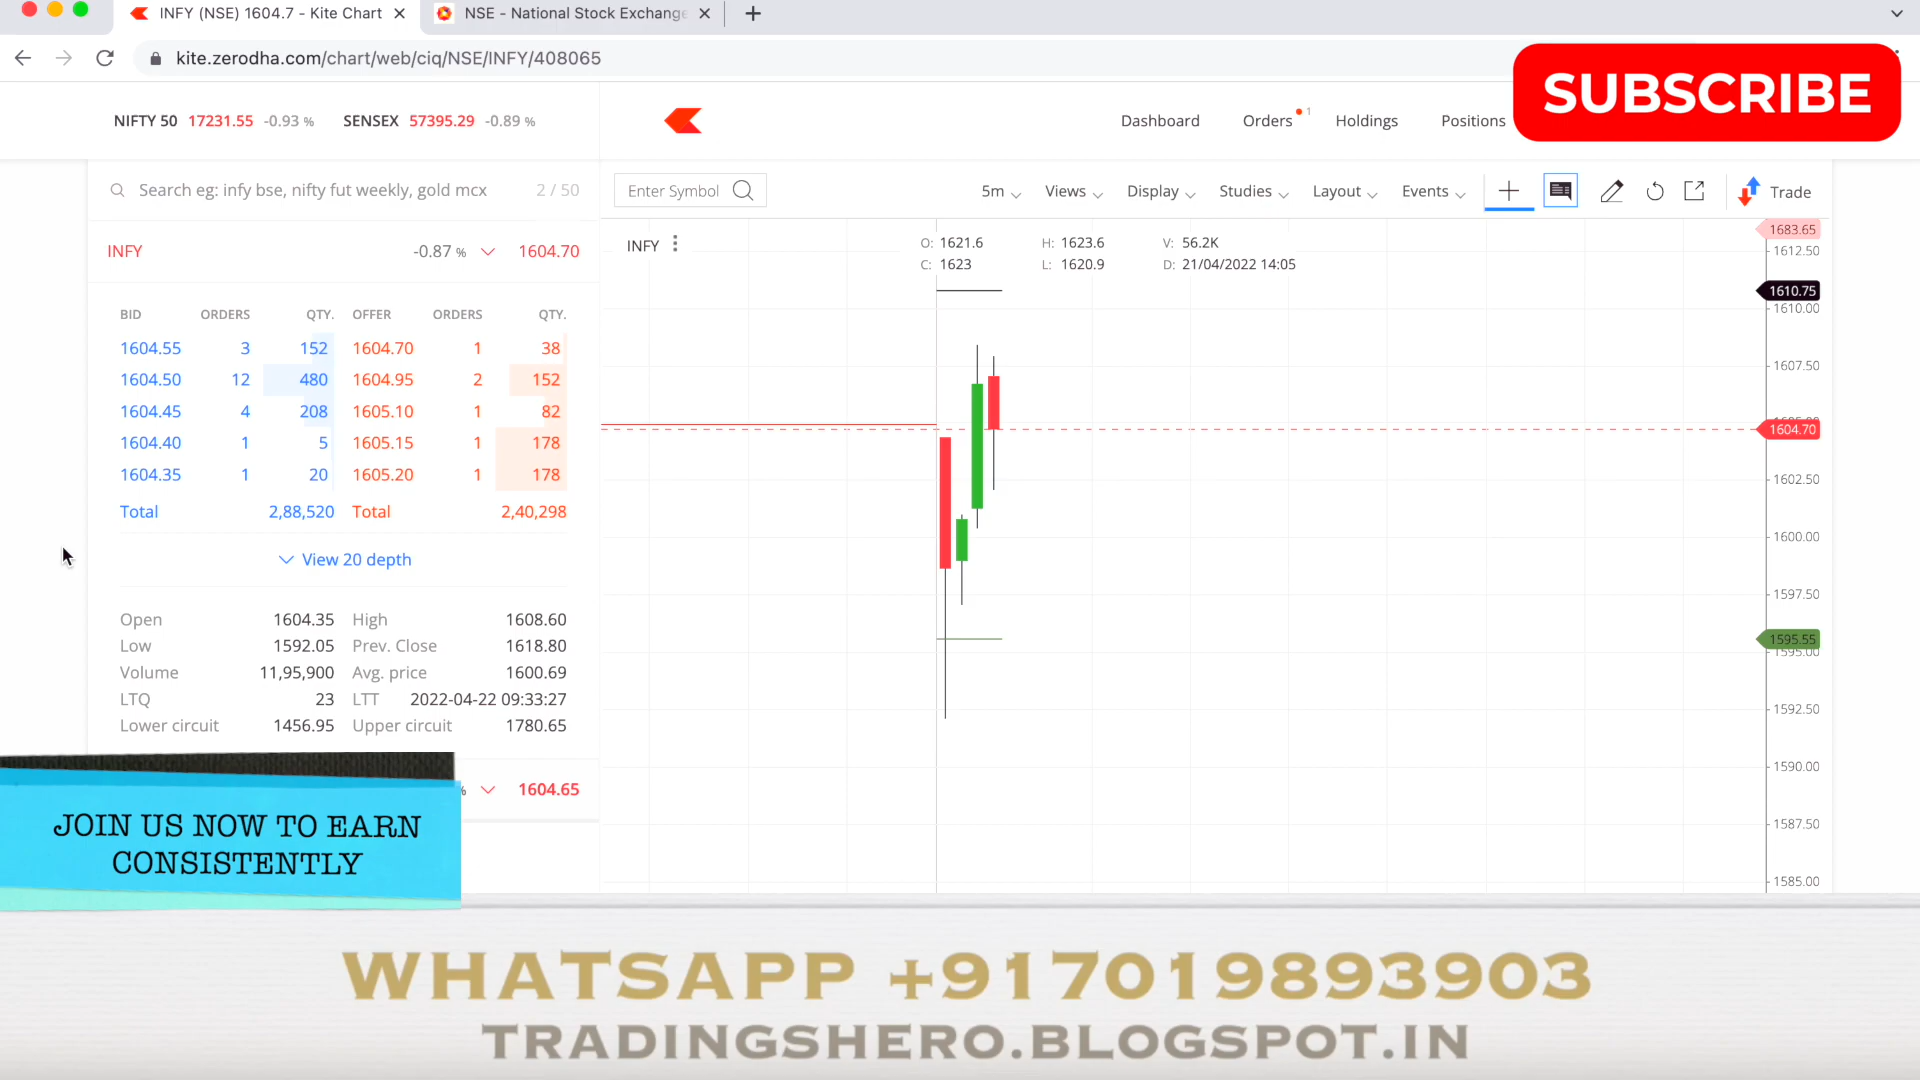 INFY (NSE) 1604.7 - Kite Chart
NSE - National Stock Exchange
kite.zerodha.com/chart/web/ciq/NSE/INFY/408065
SUBSCRIBE
NIFTY 50 17231.55 -0.93 % SENSEX 57395.29 -0.89 %
Dashboard Orders 1 Holdings Positions
Search eg: infy bse, nifty fut weekly, gold mcx 2 / 50
Enter Symbol 5m Views Display Studies Layout Events Trade
INFY -0.87 % 1604.70
INFY
O: 1621.6 H: 1623.6 V: 56.2K
C: 1623 L: 1620.9 D: 21/04/2022 14:05
BID ORDERS QTY. OFFER ORDERS QTY.
1604.55 3 152 1604.70 1 38
1604.50 12 480 1604.95 2 152
1604.45 4 208 1605.10 1 82
1604.40 1 5 1605.15 1 178
1604.35 1 20 1605.20 1 178
Total 2,88,520 Total 2,40,298
View 20 depth
Open 1604.35 High 1608.60
Low 1592.05 Prev. Close 1618.80
Volume 11,95,900 Avg. price 1600.69
LTQ 23 LTT 2022-04-22 09:33:27
Lower circuit 1456.95 Upper circuit 1780.65
% 1604.65
1683.65
1612.50
1610.75
1610.00
1607.50
1604.70
1602.50
1600.00
1597.50
1595.55
1595.00
1592.50
1590.00
1587.50
1585.00
JOIN US NOW TO EARN
CONSISTENTLY
WHATSAPP +917019893903
TRADINGSHERO.BLOGSPOT.IN